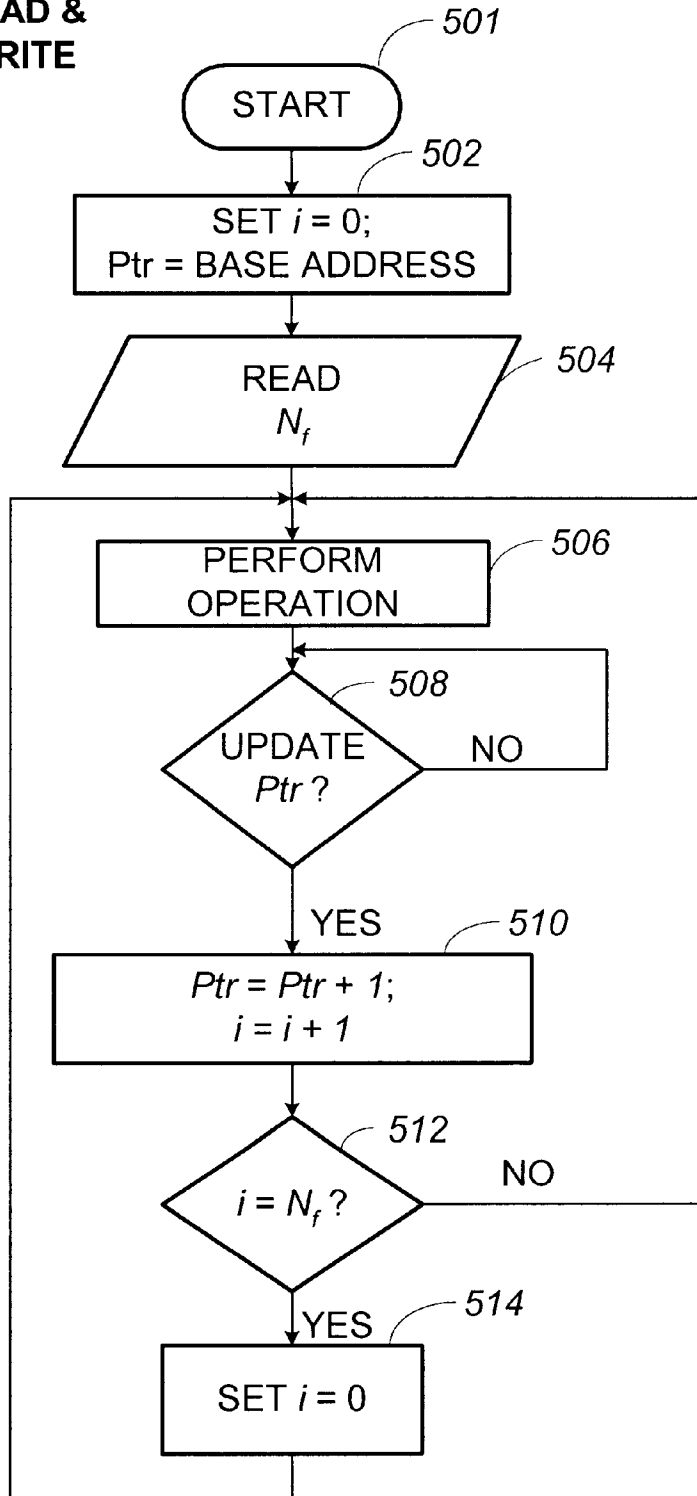 AD &
RITE
501
START
502
SET i = 0;
Ptr = BASE ADDRESS
504
READ
N_f
506
PERFORM
OPERATION
508
UPDATE
Ptr ?
NO
YES
510
Ptr = Ptr + 1;
i = i + 1
512
i = N_f ?
NO
YES
514
SET i = 0